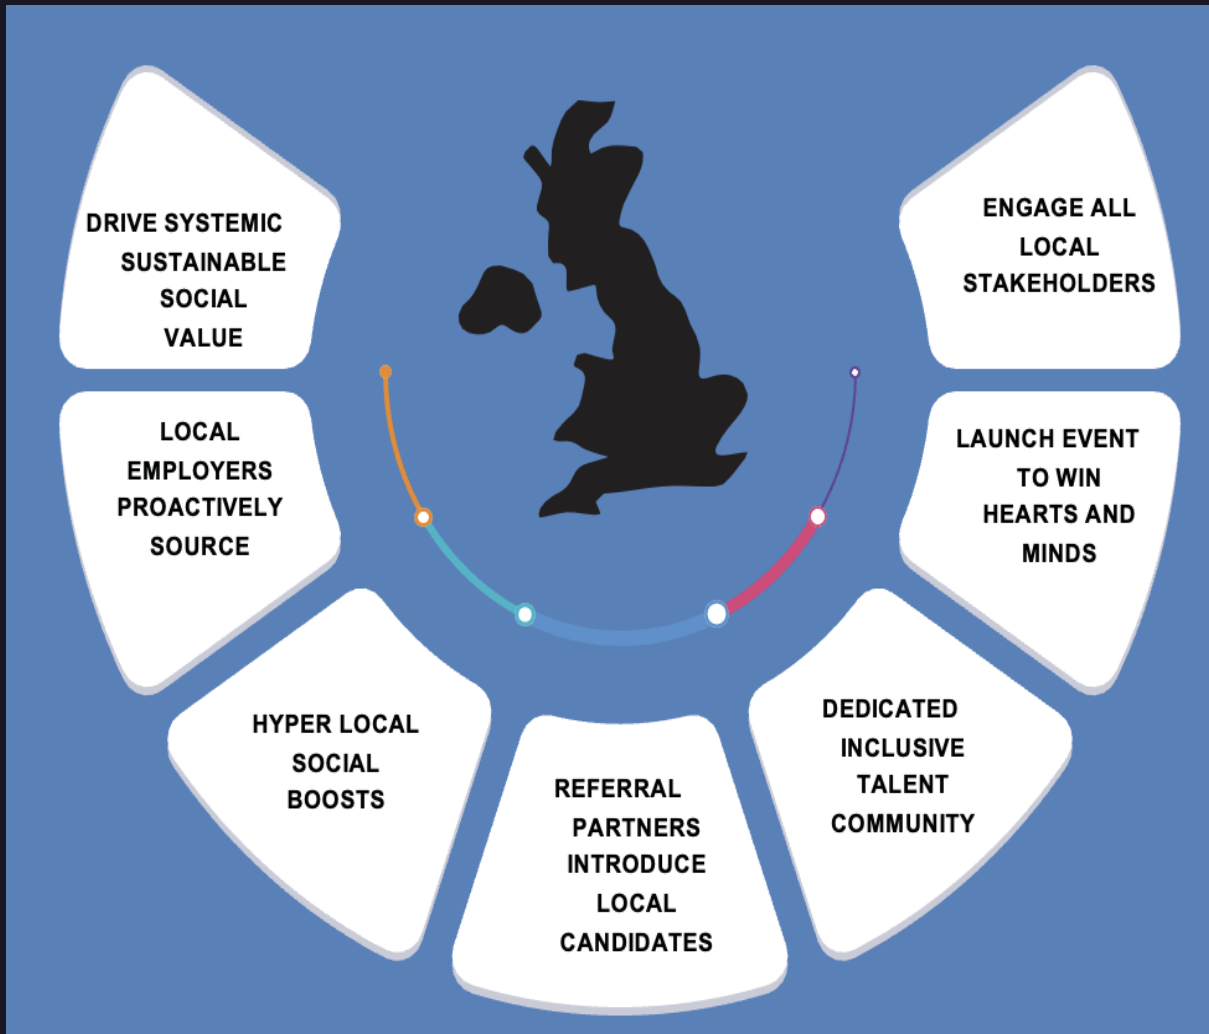 DRIVE SYSTEMIC
SUSTAINABLE
SOCIAL
VALUE
LOCAL
EMPLOYERS
PROACTIVELY
SOURCE
HYPER LOCAL
SOCIAL
BOOSTS
REFERRAL
PARTNERS
INTRODUCE
LOCAL
CANDIDATES
DEDICATED
INCLUSIVE
TALENT
COMMUNITY
LAUNCH EVENT
TO WIN
HEARTS AND
MINDS
ENGAGE ALL
LOCAL
STAKEHOLDERS